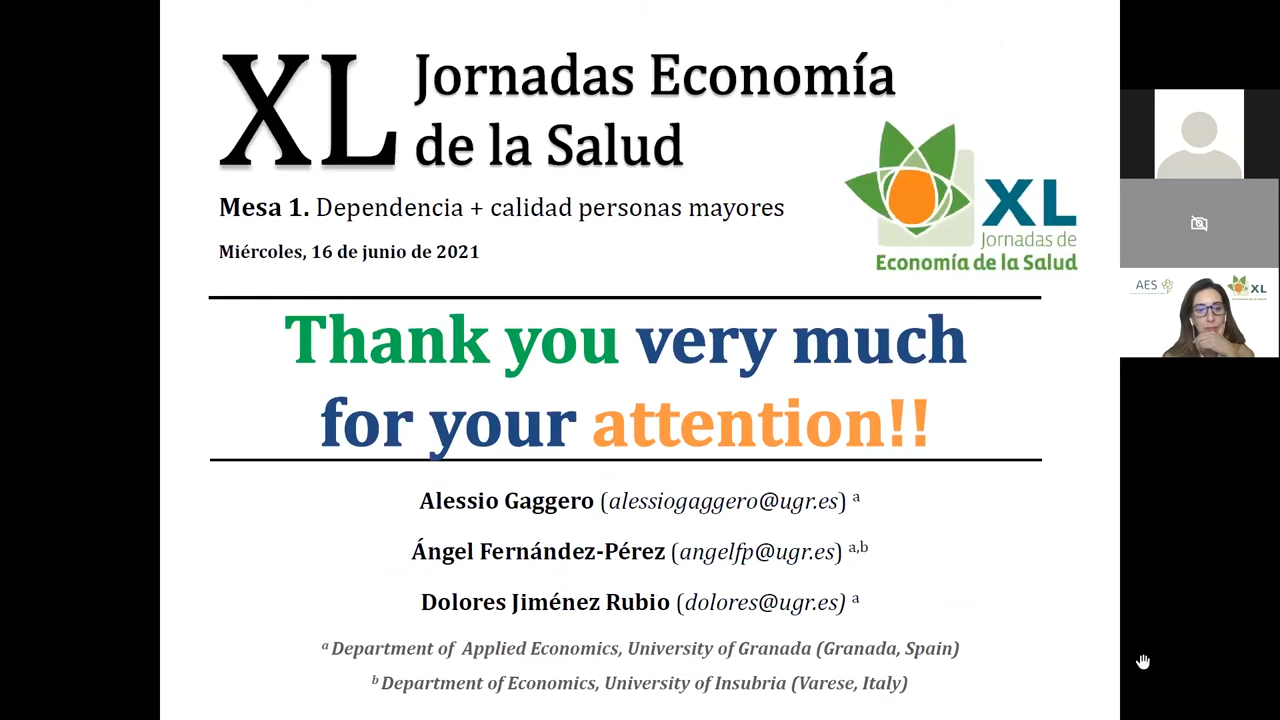 XL Jornadas Economía
de la Salud
Mesa 1. Dependencia + calidad personas mayores
Miércoles, 16 de junio de 2021
XL
Jornadas de
Economía de la Salud
Thank you very much
for your attention!!
Alessio Gaggero (alessiogaggero@ugr.es) a
Ángel Fernández-Pérez (angelfp@ugr.es) a,b
Dolores Jiménez Rubio (dolores@ugr.es) a
a Department of Applied Economics, University of Granada (Granada, Spain)
b Department of Economics, University of Insubria (Varese, Italy)
AES
XL